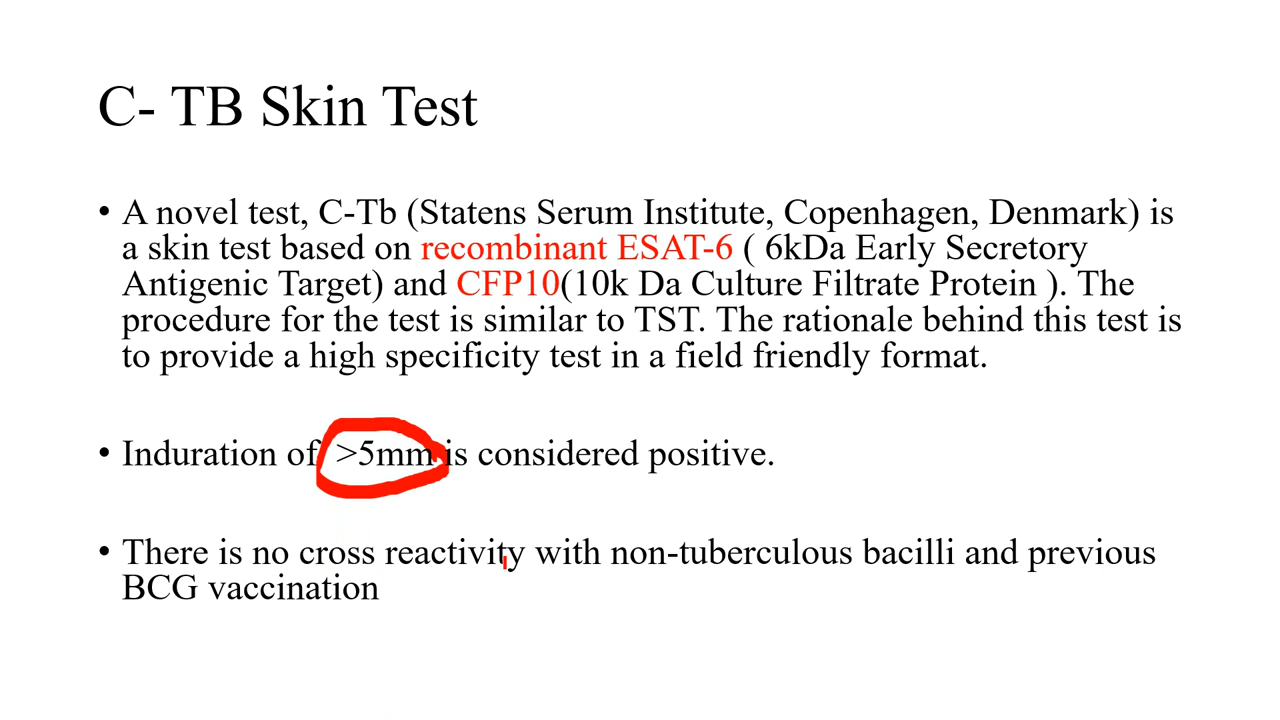 C- TB Skin Test
• A novel test, C-Tb (Statens Serum Institute, Copenhagen, Denmark) is
a skin test based on recombinant ESAT-6 ( 6kDa Early Secretory
Antigenic Target) and CFP10(10k Da Culture Filtrate Protein ). The
procedure for the test is similar to TST. The rationale behind this test is
to provide a high specificity test in a field friendly format.
• Induration of >5mm is considered positive.
• There is no cross reactivity with non-tuberculous bacilli and previous
BCG vaccination